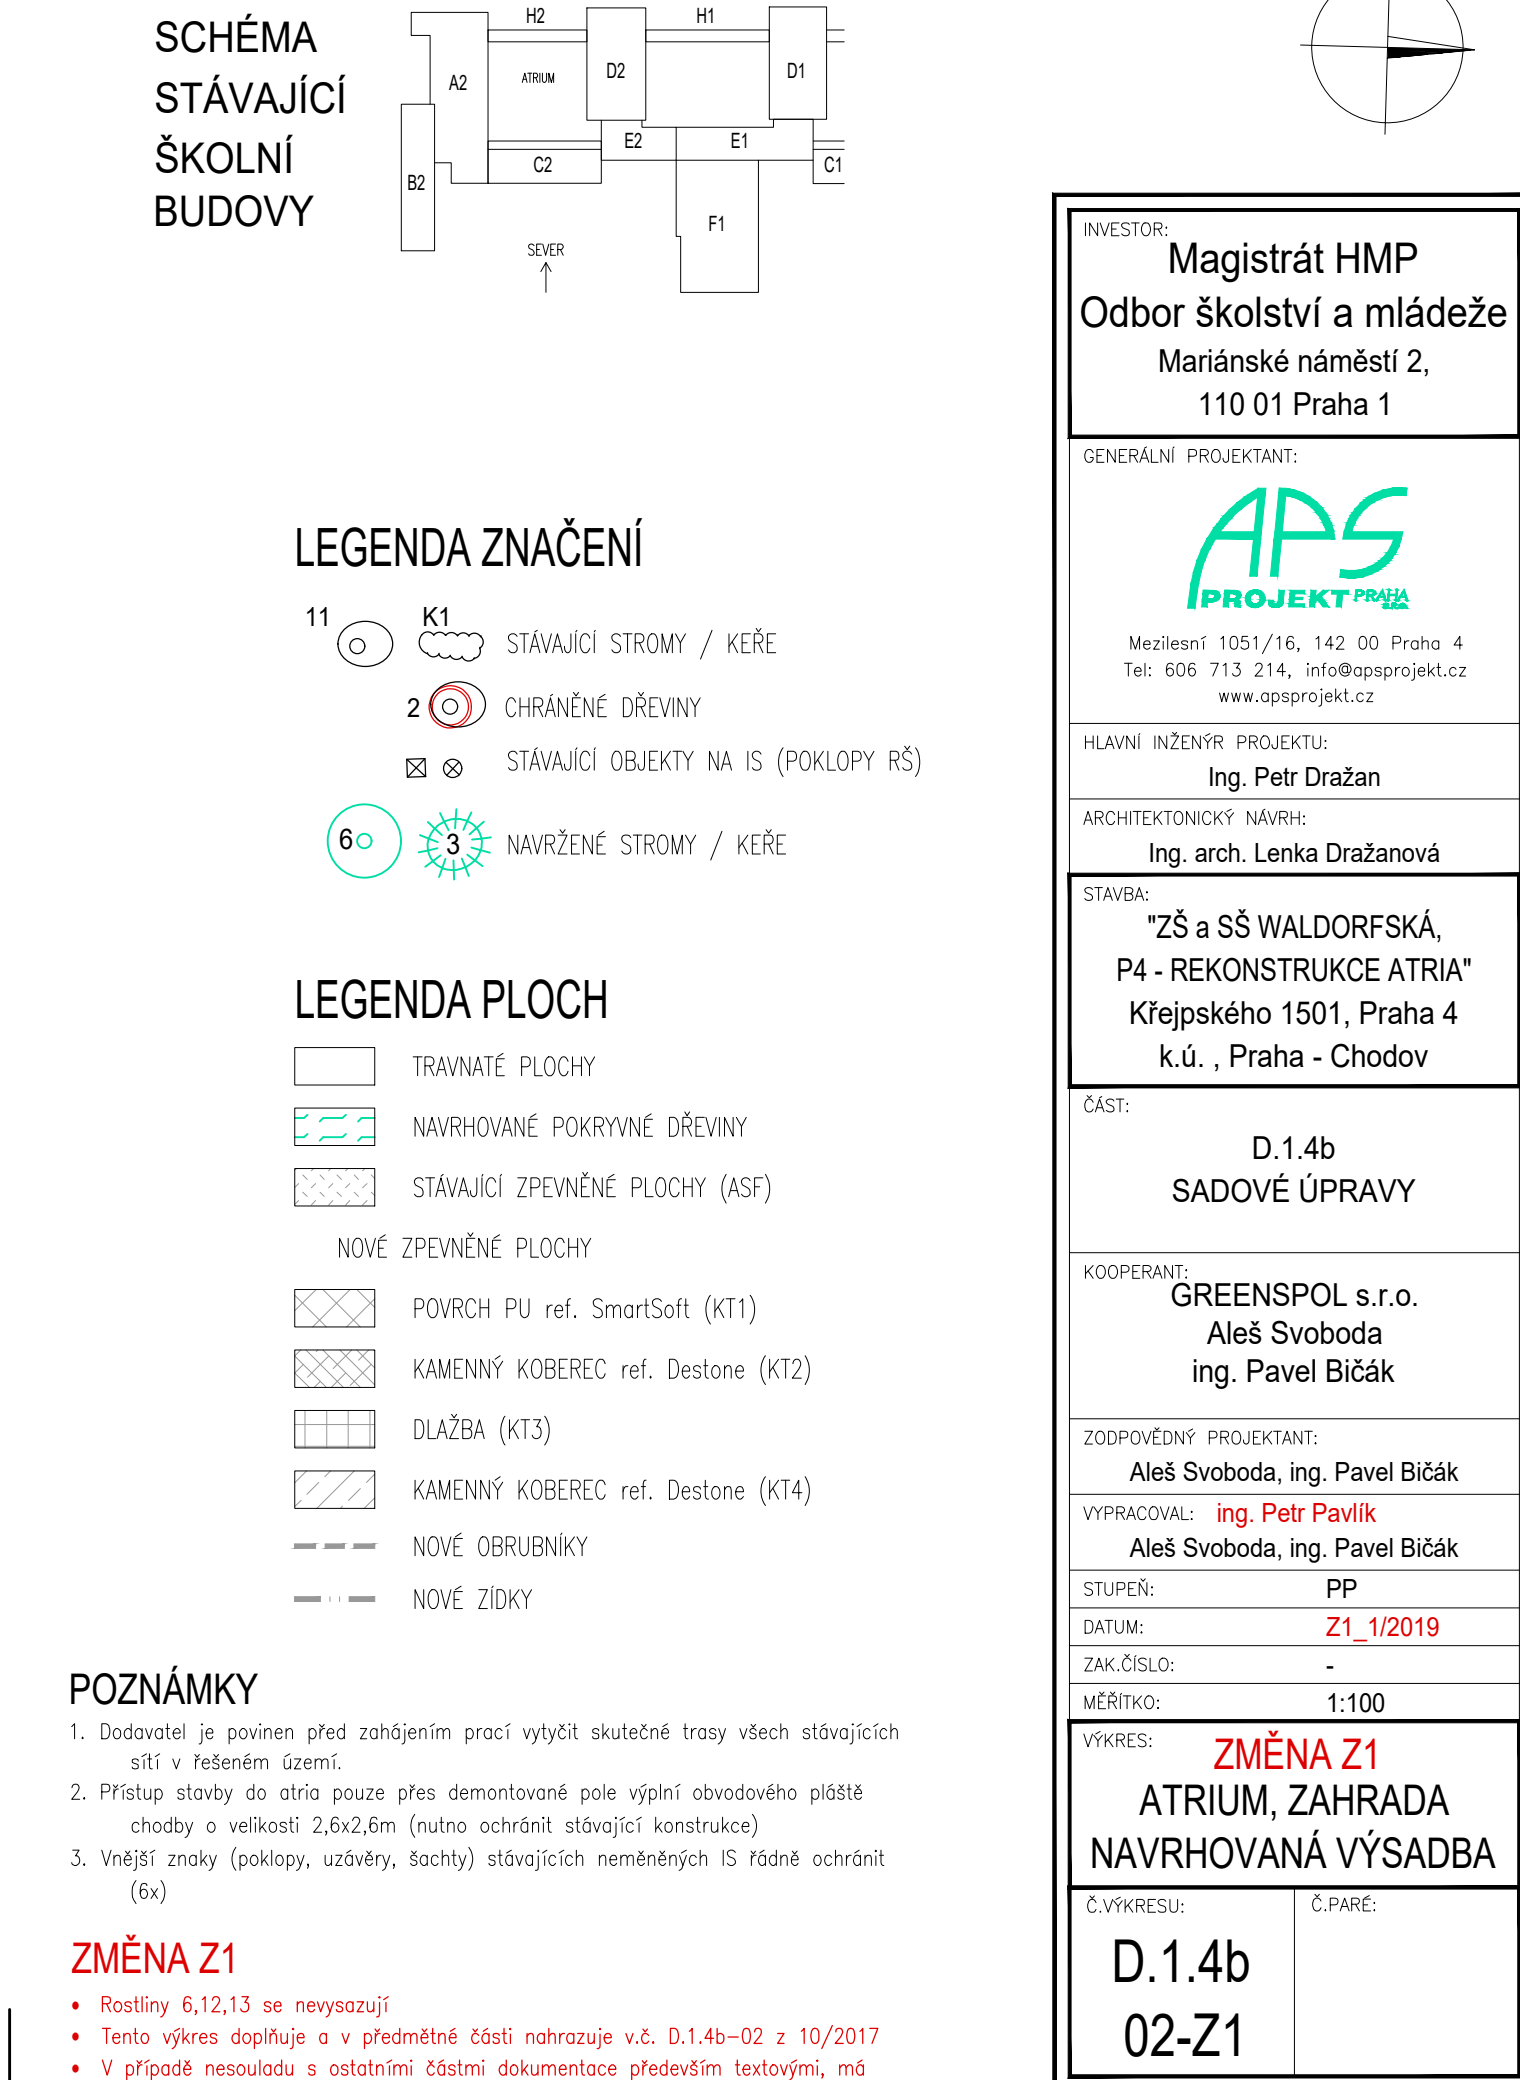 SCHÉMA
STÁVAJÍCÍ
ŠKOLNÍ
BUDOVY
H2
H1
A2
ATRIUM
D2
D1
E2
E1
C2
C1
B2
F1
SEVER
LEGENDA ZNAČENÍ
11
K1
STÁVAJÍCÍ STROMY / KEŘE
2
CHRÁNĚNÉ DŘEVINY
STÁVAJÍCÍ OBJEKTY NA IS (POKLOPY RŠ)
6
3
NAVRŽENÉ STROMY / KEŘE
LEGENDA PLOCH
TRAVNATÉ PLOCHY
NAVRHOVANÉ POKRYVNÉ DŘEVINY
STÁVAJÍCÍ ZPEVNĚNÉ PLOCHY (ASF)
NOVÉ ZPEVNĚNÉ PLOCHY
POVRCH PU ref. SmartSoft (KT1)
KAMENNÝ KOBEREC ref. Destone (KT2)
DLAŽBA (KT3)
KAMENNÝ KOBEREC ref. Destone (KT4)
NOVÉ OBRUBNÍKY
NOVÉ ZÍDKY
POZNÁMKY
1. Dodavatel je povinen před zahájením prací vytyčit skutečné trasy všech stávajících
sítí v řešeném území.
2. Přístup stavby do atria pouze přes demontované pole výplní obvodového pláště
chodby o velikosti 2,6x2,6m (nutno ochránit stávající konstrukce)
3. Vnější znaky (poklopy, uzávěry, šachty) stávajících neměněných IS řádně ochránit
(6x)
ZMĚNA Z1
• Rostliny 6,12,13 se nevysazují
• Tento výkres doplňuje a v předmětné části nahrazuje v.č. D.1.4b-02 z 10/2017
• V případě nesouladu s ostatními částmi dokumentace především textovými, má
INVESTOR:
Magistrát HMP
Odbor školství a mládeže
Mariánské náměstí 2,
110 01 Praha 1
GENERÁLNÍ PROJEKTANT:
APS
PROJEKT PRAHA
s.r.o.
Mezilesní 1051/16, 142 00 Praha 4
Tel: 606 713 214, info@apsprojekt.cz
www.apsprojekt.cz
HLAVNÍ INŽENÝR PROJEKTU:
Ing. Petr Dražan
ARCHITEKTONICKÝ NÁVRH:
Ing. arch. Lenka Dražanová
STAVBA:
"ZŠ a SŠ WALDORFSKÁ,
P4 - REKONSTRUKCE ATRIA"
Křejpského 1501, Praha 4
k.ú. , Praha - Chodov
ČÁST:
D.1.4b
SADOVÉ ÚPRAVY
KOOPERANT:
GREENSPOL s.r.o.
Aleš Svoboda
ing. Pavel Bičák
ZODPOVĚDNÝ PROJEKTANT:
Aleš Svoboda, ing. Pavel Bičák
VYPRACOVAL: ing. Petr Pavlík
Aleš Svoboda, ing. Pavel Bičák
STUPEŇ: PP
DATUM: Z1_1/2019
ZAK.ČÍSLO: -
MĚŘÍTKO: 1:100
VÝKRES:
ZMĚNA Z1
ATRIUM, ZAHRADA
NAVRHOVANÁ VÝSADBA
Č.VÝKRESU:
D.1.4b
02-Z1
Č.PARÉ: